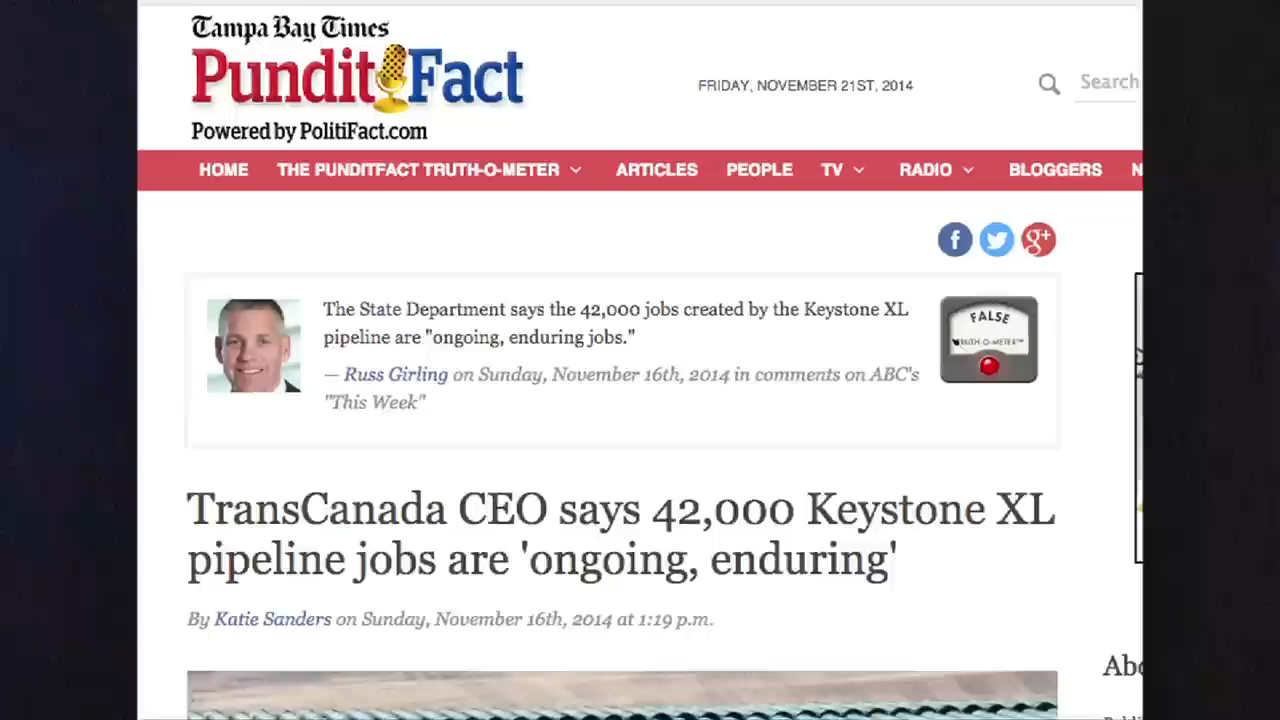 Tampa Bay Times
PunditFact
Powered by PolitiFact.com
FRIDAY, NOVEMBER 21ST, 2014
Search
HOME THE PUNDITFACT TRUTH-O-METER ARTICLES PEOPLE TV RADIO BLOGGERS N
f g+
The State Department says the 42,000 jobs created by the Keystone XL
pipeline are "ongoing, enduring jobs."
— Russ Girling on Sunday, November 16th, 2014 in comments on ABC's
"This Week"
FALSE
TRUTH-O-METER™
TransCanada CEO says 42,000 Keystone XL
pipeline jobs are 'ongoing, enduring'
By Katie Sanders on Sunday, November 16th, 2014 at 1:19 p.m.
Abo